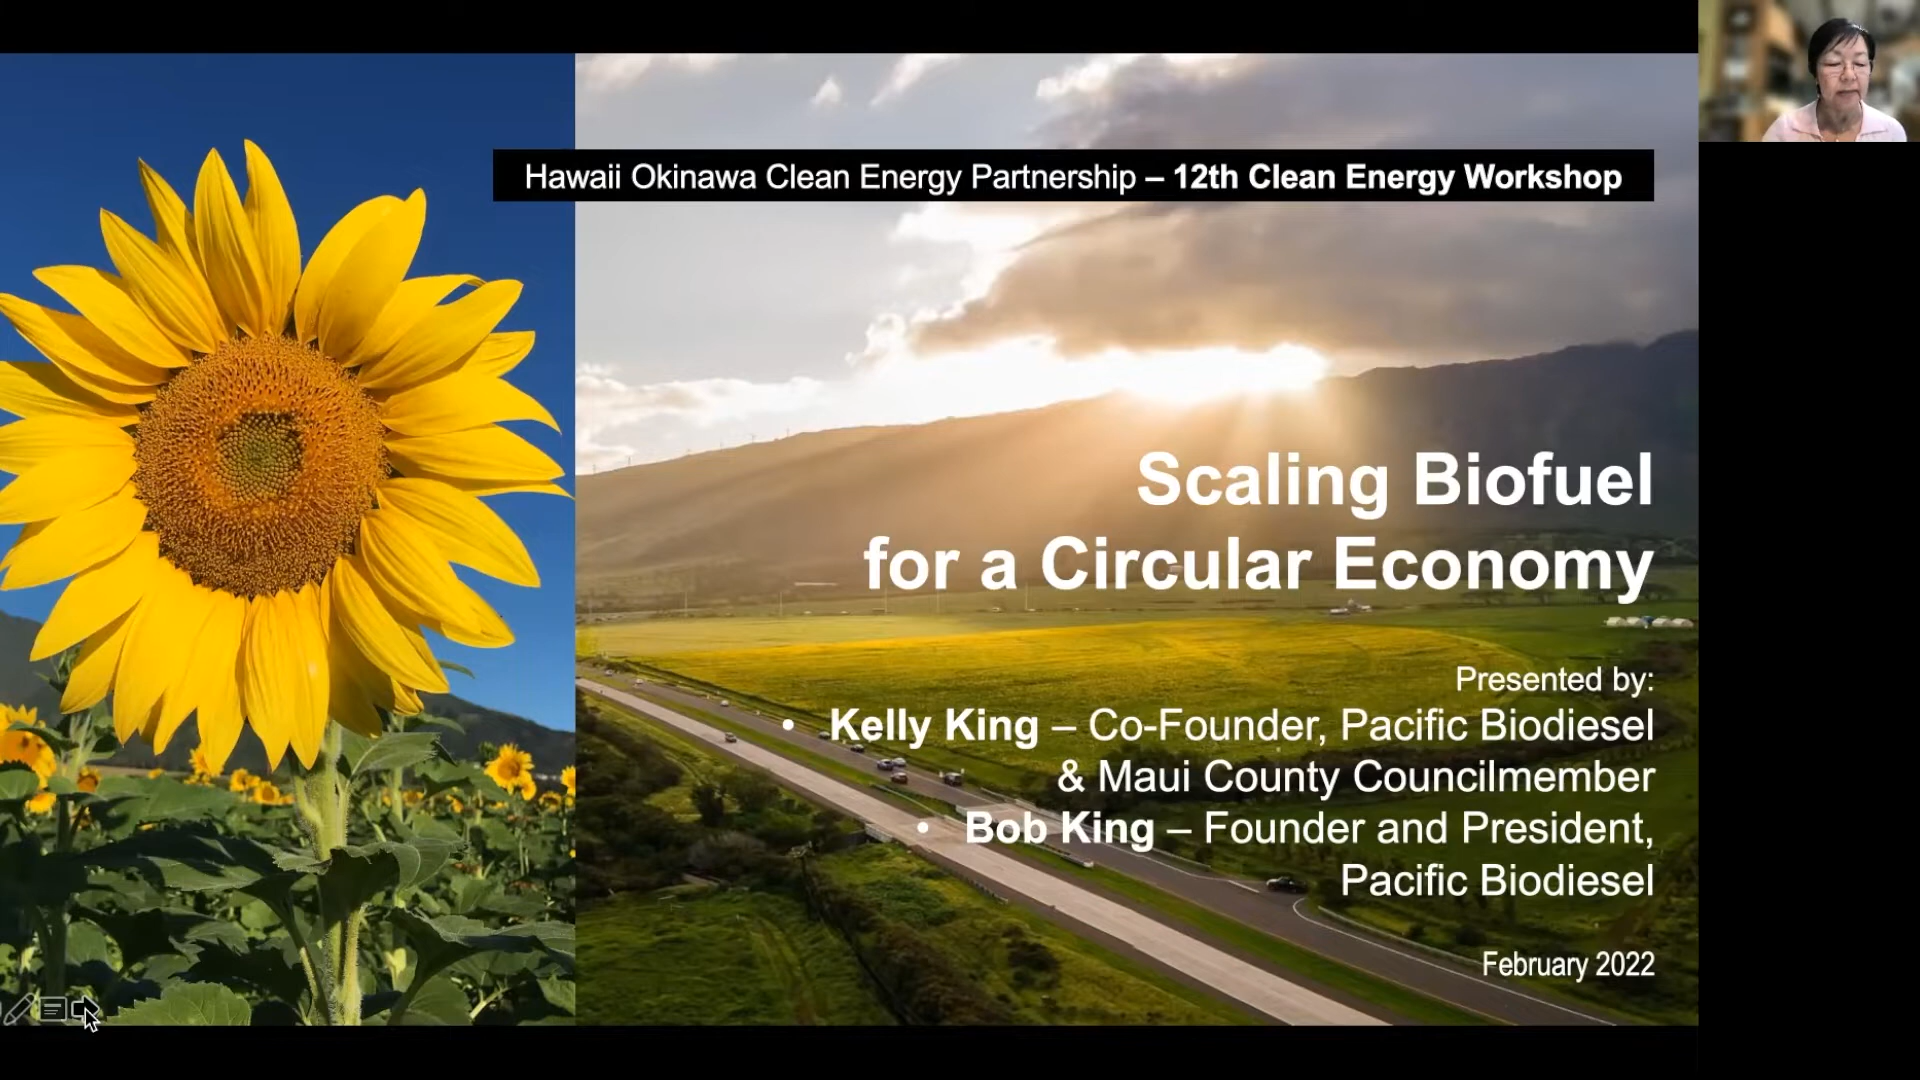 Hawaii Okinawa Clean Energy Partnership – 12th Clean Energy Workshop
Scaling Biofuel
for a Circular Economy
Presented by:
• Kelly King – Co-Founder, Pacific Biodiesel
& Maui County Councilmember
• Bob King – Founder and President,
Pacific Biodiesel
February 2022